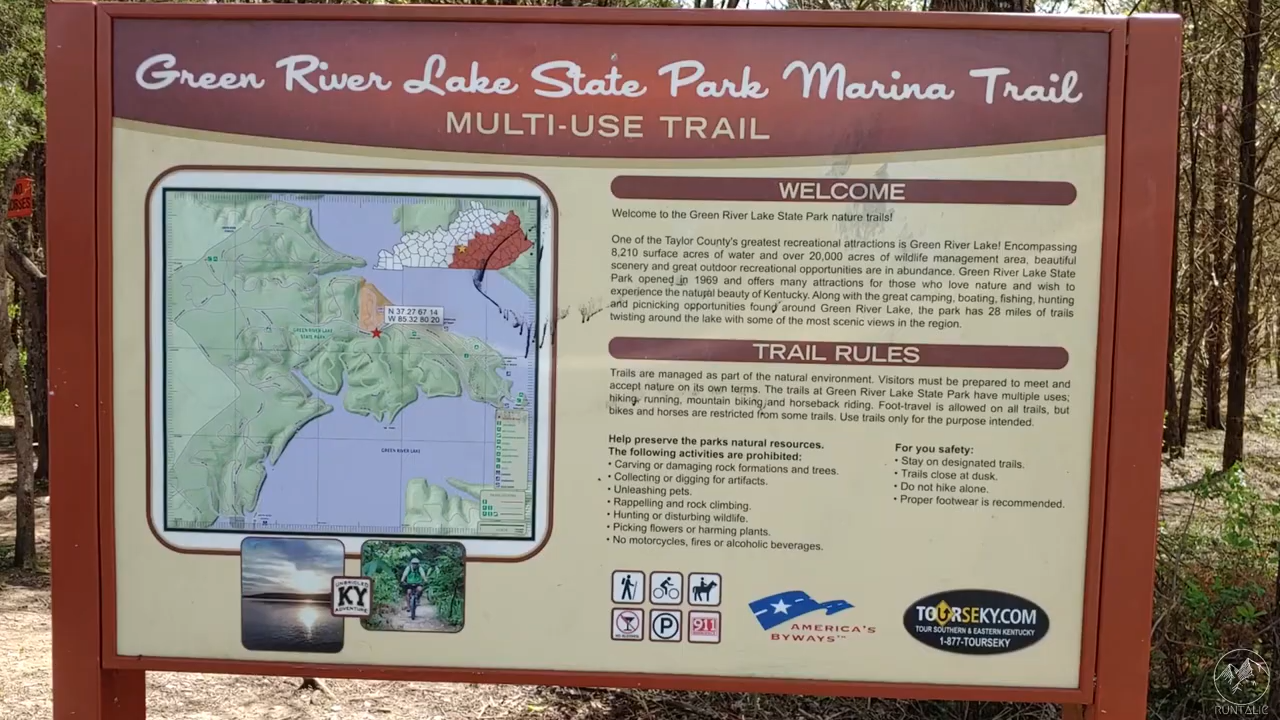 Green River Lake State Park Marina Trail
MULTI-USE TRAIL
WELCOME
Welcome to the Green River Lake State Park nature trails!
One of the Taylor County's greatest recreational attractions is Green River Lake! Encompassing
8,210 surface acres of water and over 20,000 acres of wildlife management area, beautiful
scenery and great outdoor recreational opportunities are in abundance. Green River Lake State
Park opened in 1969 and offers many attractions for those who love nature and wish to
experience the natural beauty of Kentucky. Along with the great camping, boating, fishing, hunting
and picnicking opportunities found around Green River Lake, the park has 28 miles of trails
twisting around the lake with some of the most scenic views in the region.
TRAIL RULES
Trails are managed as part of the natural environment. Visitors must be prepared to meet and
accept nature on its own terms. The trails at Green River Lake State Park have multiple uses;
hiking, running, mountain biking and horseback riding. Foot-travel is allowed on all trails, but
bikes and horses are restricted from some trails. Use trails only for the purpose intended.
Help preserve the parks natural resources.
The following activities are prohibited:
• Carving or damaging rock formations and trees.
• Collecting or digging for artifacts.
• Unleashing pets.
• Rappelling and rock climbing.
• Hunting or disturbing wildlife.
• Picking flowers or harming plants.
• No motorcycles, fires or alcoholic beverages.
For you safety:
• Stay on designated trails.
• Trails close at dusk.
• Do not hike alone.
• Proper footwear is recommended.
N 37 27 67 14
W 85 32 80 20
GREEN RIVER LAKE
STATE PARK
GREEN RIVER LAKE
UNBRIDLED
KY
ADVENTURE
NO ALCOHOL
P
911
AMERICA'S
BYWAYS™
TOURSEKY.COM
TOUR SOUTHERN & EASTERN KENTUCKY
1-877-TOURSEKY
NO
HORSES
RUNTALIC